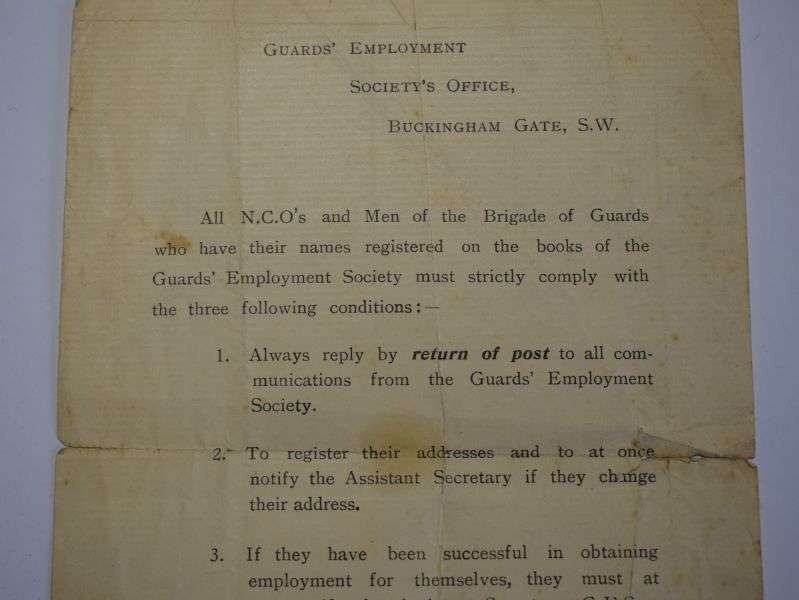 Guards' Employment
Society's Office,
Buckingham Gate, S.W.
All N.C.O's and Men of the Brigade of Guards
who have their names registered on the books of the
Guards' Employment Society must strictly comply with
the three following conditions:—
1. Always reply by return of post to all com-
munications from the Guards' Employment
Society.
2. To register their addresses and to at once
notify the Assistant Secretary if they change
their address.
3. If they have been successful in obtaining
employment for themselves, they must at